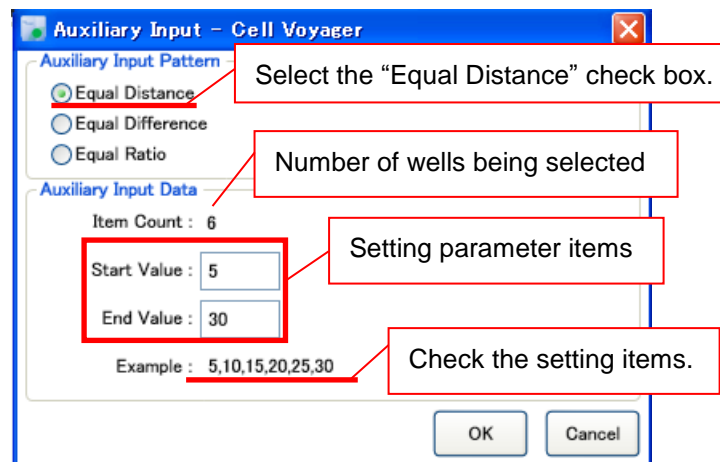 Auxiliary Input - Cell Voyager
Auxiliary Input Pattern
Select the “Equal Distance” check box.
Equal Distance
Equal Difference
Equal Ratio
Number of wells being selected
Auxiliary Input Data
Item Count : 6
Setting parameter items
Start Value : 5
End Value : 30
Example : 5,10,15,20,25,30
Check the setting items.
OK
Cancel